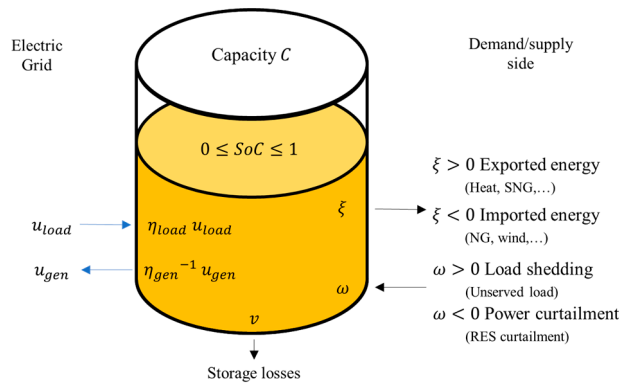 Electric
Grid
Capacity C
Demand/supply
side
0 ≤ SoC ≤ 1
ξ > 0 Exported energy
(Heat, SNG,…)
ξ
u_load
η_load u_load
ξ < 0 Imported energy
(NG, wind,…)
u_gen
η_gen⁻¹ u_gen
ω > 0 Load shedding
(Unserved load)
ω
ω < 0 Power curtailment
(RES curtailment)
v
Storage losses